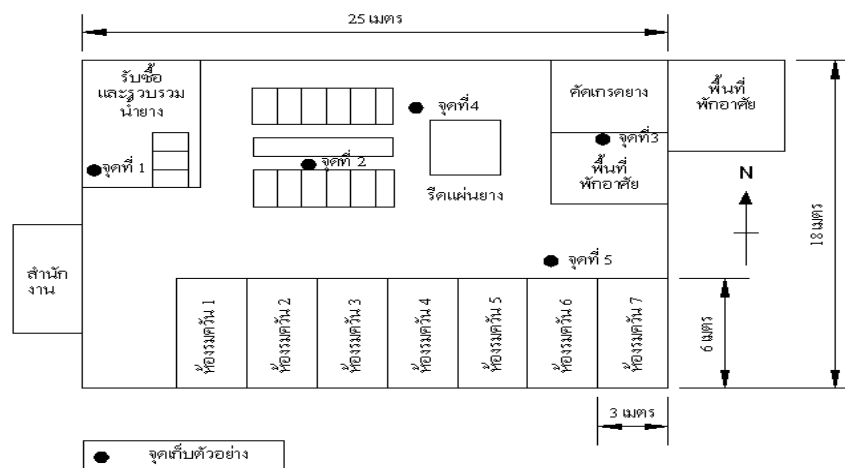 25 เมตร
รับซื้อ
และรวบรวม
น้ำยาง
จุดที่ 1
จุดที่ 2
จุดที่4
รีดแผ่นยาง
คัดเกรดยาง
จุดที่3
พื้นที่
พักอาศัย
พื้นที่
พักอาศัย
N
18 เมตร
สำนัก
งาน
จุดที่ 5
ห้องรมควัน 1
ห้องรมควัน 2
ห้องรมควัน 3
ห้องรมควัน 4
ห้องรมควัน 5
ห้องรมควัน 6
ห้องรมควัน 7
6 เมตร
3 เมตร
จุดเก็บตัวอย่าง